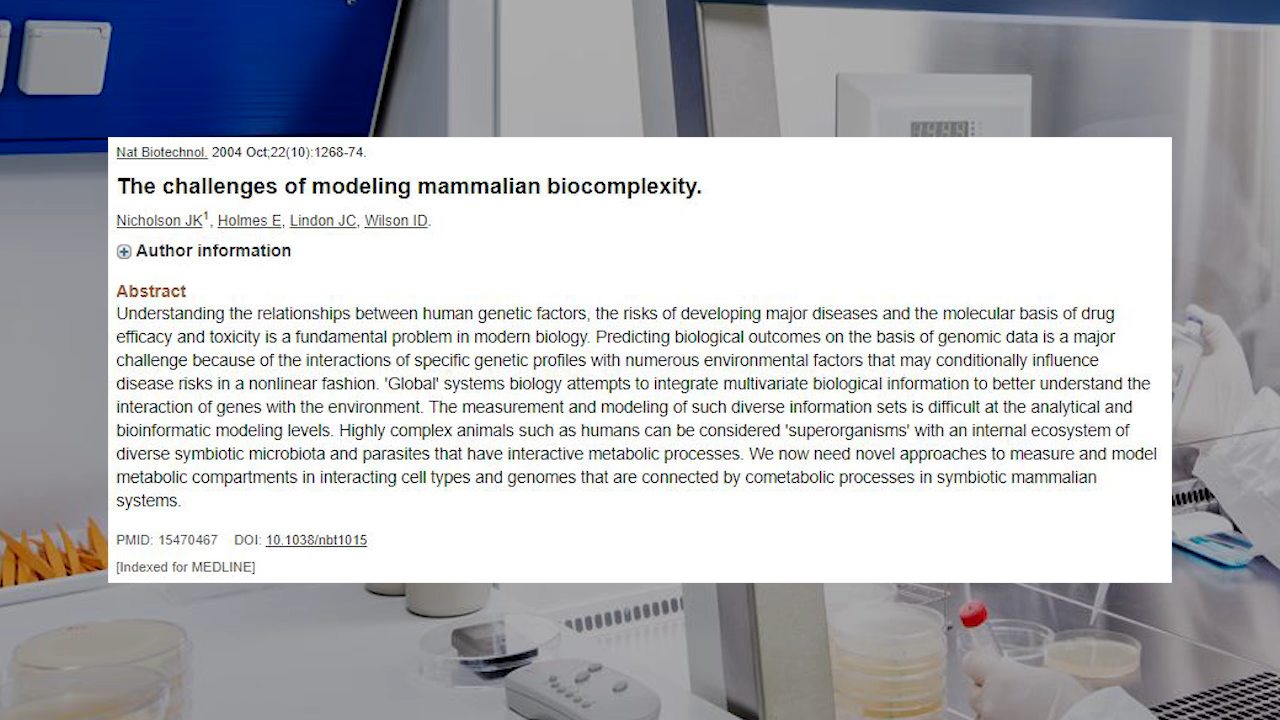 Nat Biotechnol. 2004 Oct;22(10):1268-74.
The challenges of modeling mammalian biocomplexity.
Nicholson JK1, Holmes E, Lindon JC, Wilson ID.
Author information
Abstract
Understanding the relationships between human genetic factors, the risks of developing major diseases and the molecular basis of drug
efficacy and toxicity is a fundamental problem in modern biology. Predicting biological outcomes on the basis of genomic data is a major
challenge because of the interactions of specific genetic profiles with numerous environmental factors that may conditionally influence
disease risks in a nonlinear fashion. 'Global' systems biology attempts to integrate multivariate biological information to better understand the
interaction of genes with the environment. The measurement and modeling of such diverse information sets is difficult at the analytical and
bioinformatic modeling levels. Highly complex animals such as humans can be considered 'superorganisms' with an internal ecosystem of
diverse symbiotic microbiota and parasites that have interactive metabolic processes. We now need novel approaches to measure and model
metabolic compartments in interacting cell types and genomes that are connected by cometabolic processes in symbiotic mammalian
systems.
PMID: 15470467 DOI: 10.1038/nbt1015
[Indexed for MEDLINE]